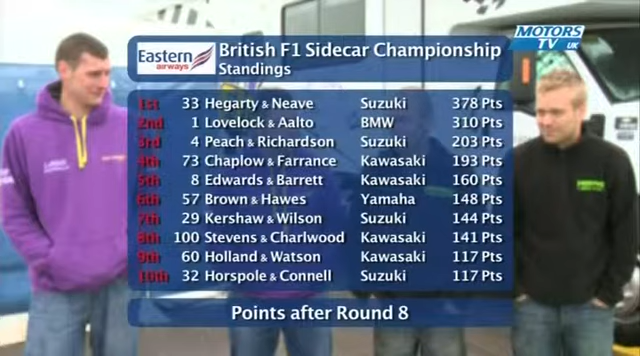 Eastern
airways
British F1 Sidecar Championship
Standings
MOTORS
TV UK
1st 33 Hegarty & Neave Suzuki 378 Pts
2nd 1 Lovelock & Aalto BMW 310 Pts
3rd 4 Peach & Richardson Suzuki 203 Pts
4th 73 Chaplow & Farrance Kawasaki 193 Pts
5th 8 Edwards & Barrett Kawasaki 160 Pts
6th 57 Brown & Hawes Yamaha 148 Pts
7th 29 Kershaw & Wilson Suzuki 144 Pts
8th 100 Stevens & Charlwood Kawasaki 141 Pts
9th 60 Holland & Watson Kawasaki 117 Pts
10th 32 Horspole & Connell Suzuki 117 Pts
Points after Round 8